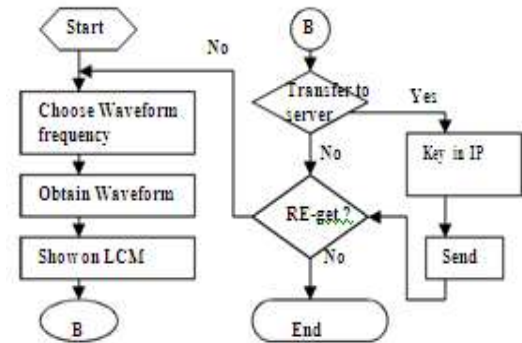 Start
No
Choose Waveform
frequency
Obtain Waveform
Show on LCM
B
B
Transfer to
server
Yes
No
Key in IP
RE-get ?
Send
No
End